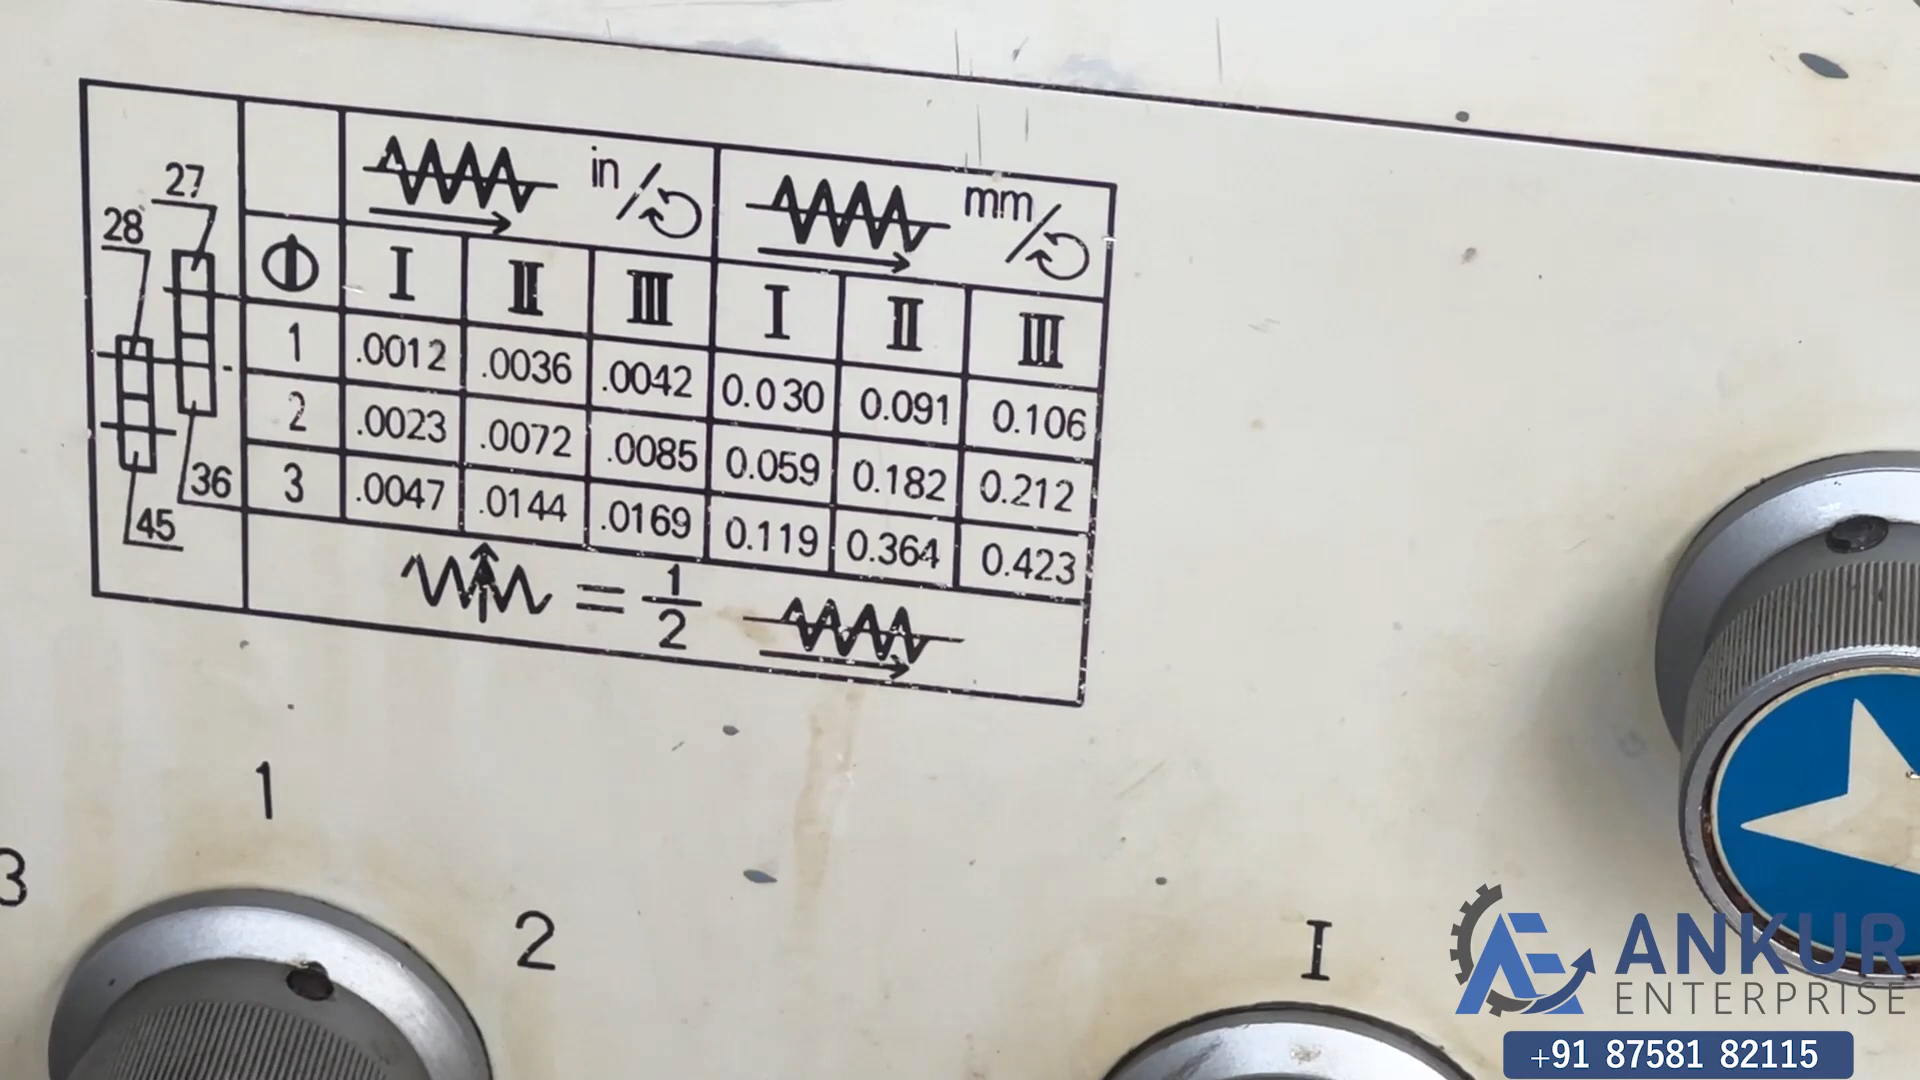 27
28
36
45
in/
mm/
Φ I II III I II III
1 .0012 .0036 .0042 0.030 0.091 0.106
2 .0023 .0072 .0085 0.059 0.182 0.212
3 .0047 .0144 .0169 0.119 0.364 0.423
= 1/2
1
3
2
I
ANKUR
ENTERPRISE
+91 87581 82115